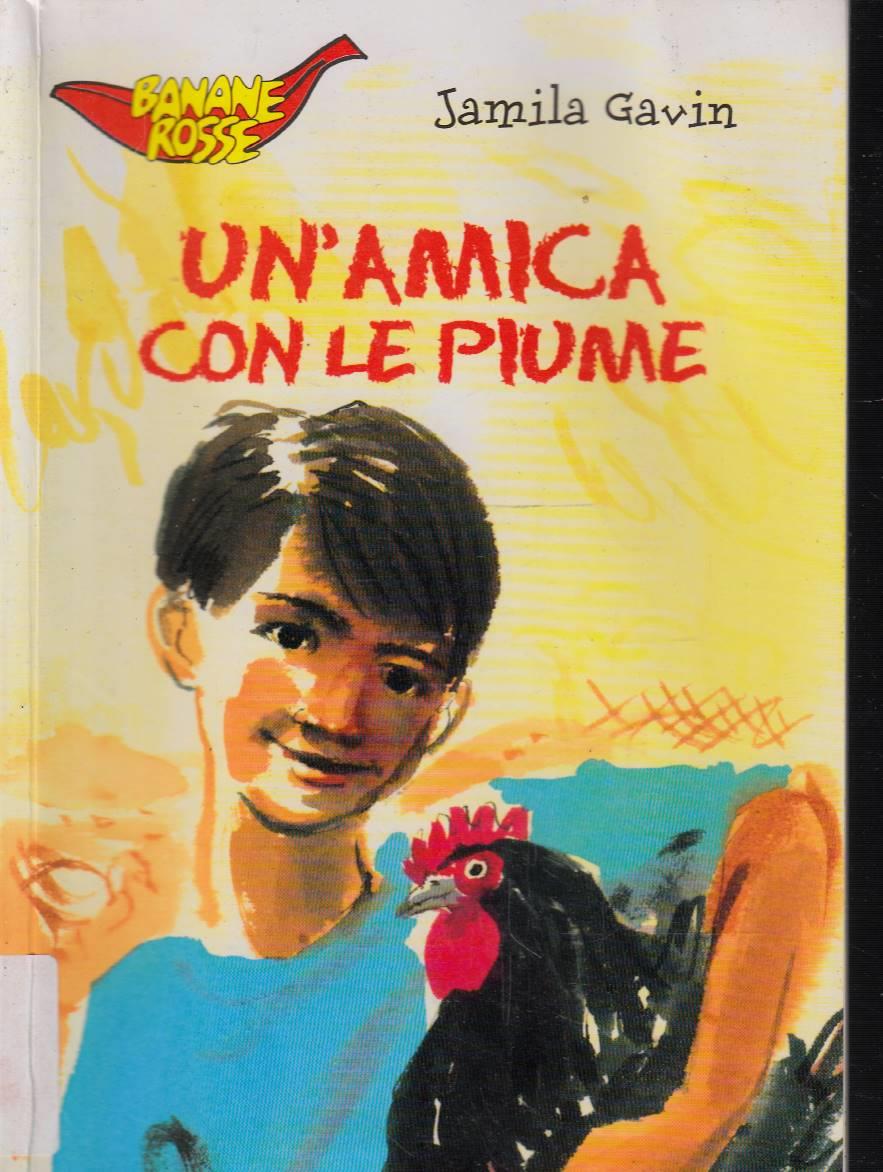 BANANE
ROSSE
Jamila Gavin
UN'AMICA
CON LE PIUME